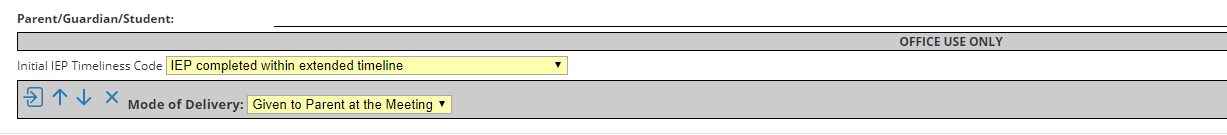 Parent/Guardian/Student:
OFFICE USE ONLY
Initial IEP Timeliness Code IEP completed within extended timeline
Mode of Delivery: Given to Parent at the Meeting